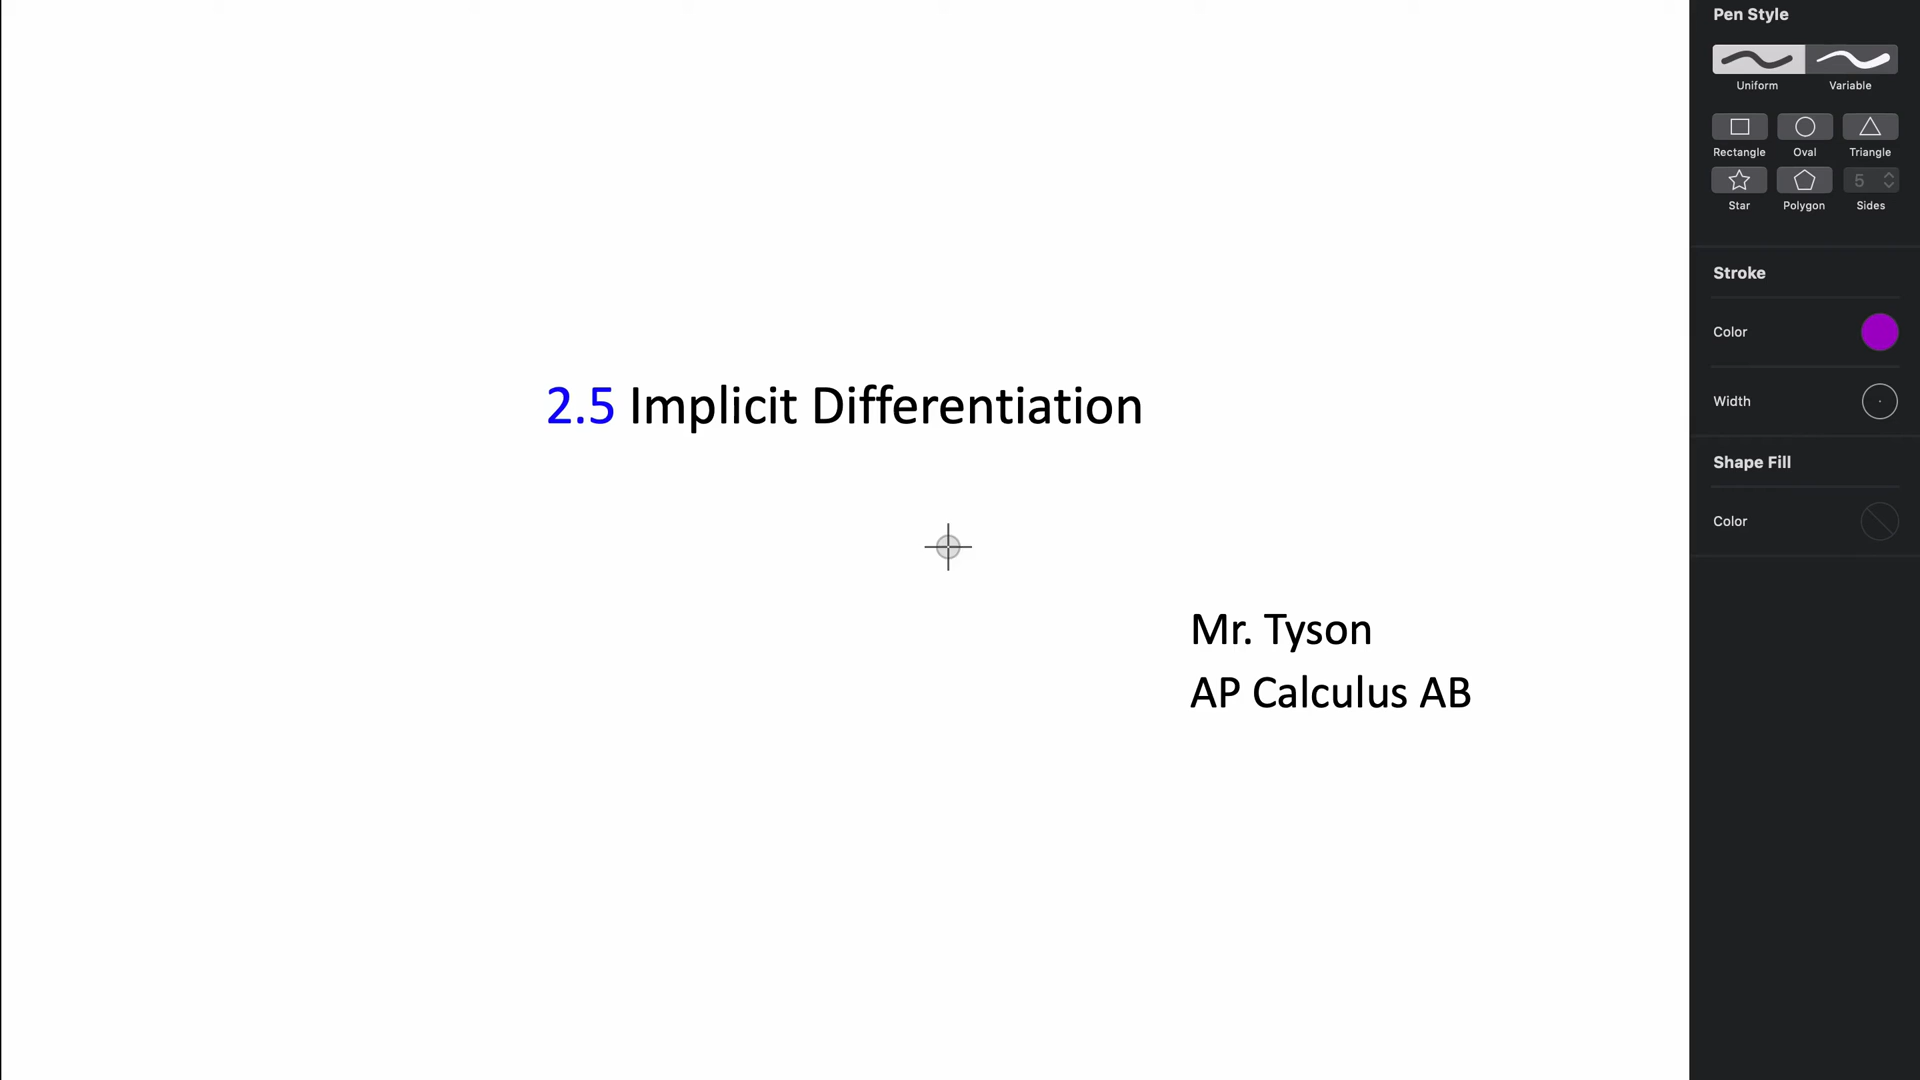 2.5 Implicit Differentiation
Mr. Tyson
AP Calculus AB
Pen Style
Uniform Variable
Rectangle Oval Triangle
5
Star Polygon Sides
Stroke
Color
Width
Shape Fill
Color